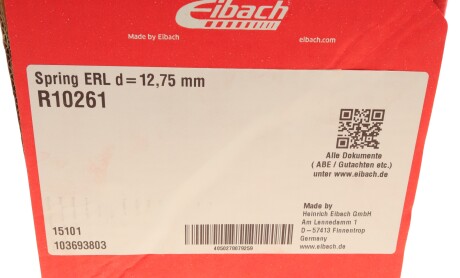 Eibach
Made by Eibach
eibach.com
Spring ERL d=12,75 mm
R10261
Alle Dokumente
( ABE / Gutachten etc.)
unter www.eibach.de
Made by
Heinrich Eibach GmbH
Am Lennedamm 1
D-57413 Finnentrop
Germany
www.eibach.de
15101
103693803